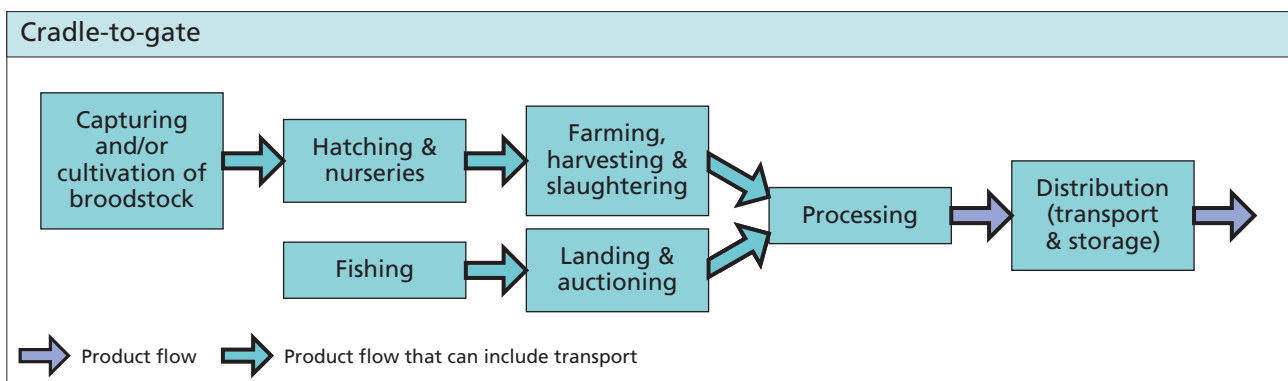 Cradle-to-gate
Capturing
and/or
cultivation of
broodstock
Hatching &
nurseries
Farming,
harvesting &
slaughtering
Fishing
Landing &
auctioning
Processing
Distribution
(transport
& storage)
Product flow
Product flow that can include transport